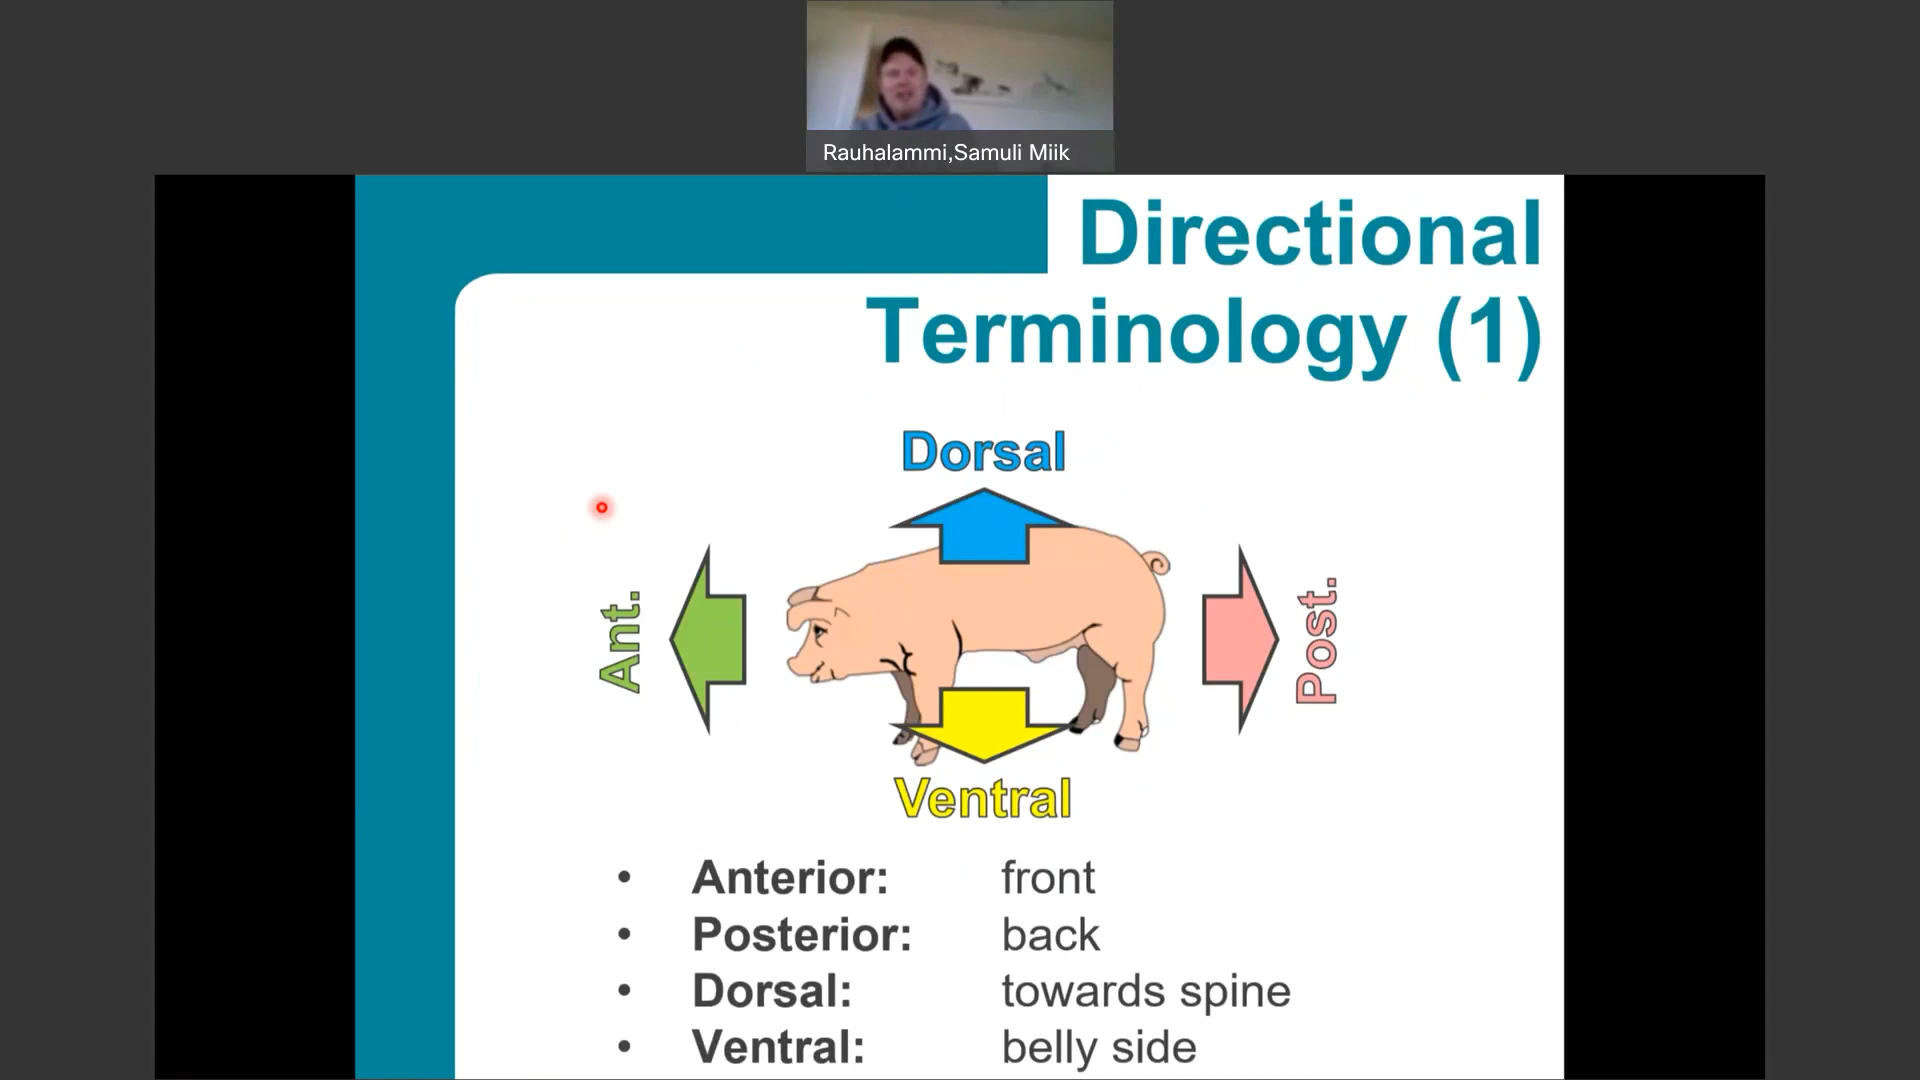 Rauhalammi,Samuli Miik
Directional
Terminology (1)
Dorsal
Ant.
Post.
Ventral
• Anterior: front
• Posterior: back
• Dorsal: towards spine
• Ventral: belly side